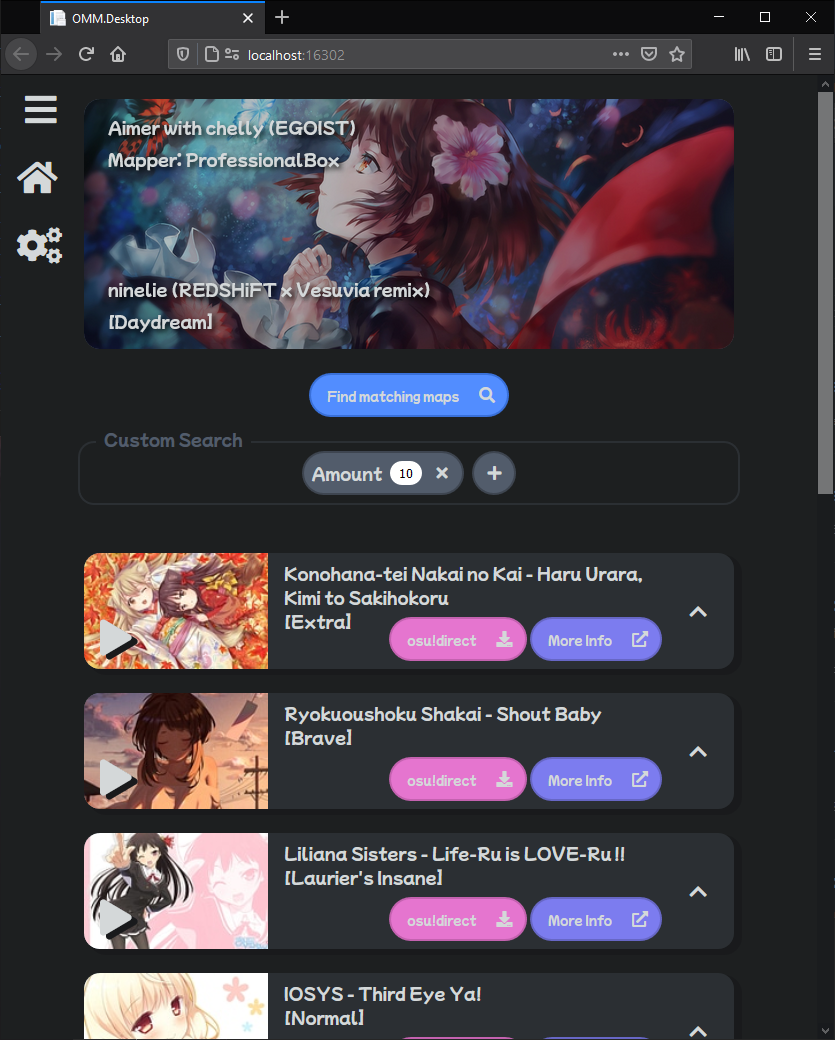 OMM.Desktop
localhost:16302
Aimer with chelly (EGOIST)
Mapper: ProfessionalBox
ninelie (REDSHiFT x Vesuvia remix)
[Daydream]
Find matching maps
Custom Search
Amount 10
Konohana-tei Nakai no Kai - Haru Urara,
Kimi to Sakihokoru
[Extra]
osu!direct More Info
Ryokuoushoku Shakai - Shout Baby
[Brave]
osu!direct More Info
Liliana Sisters - Life-Ru is LOVE-Ru !!
[Laurier's Insane]
osu!direct More Info
IOSYS - Third Eye Ya!
[Normal]